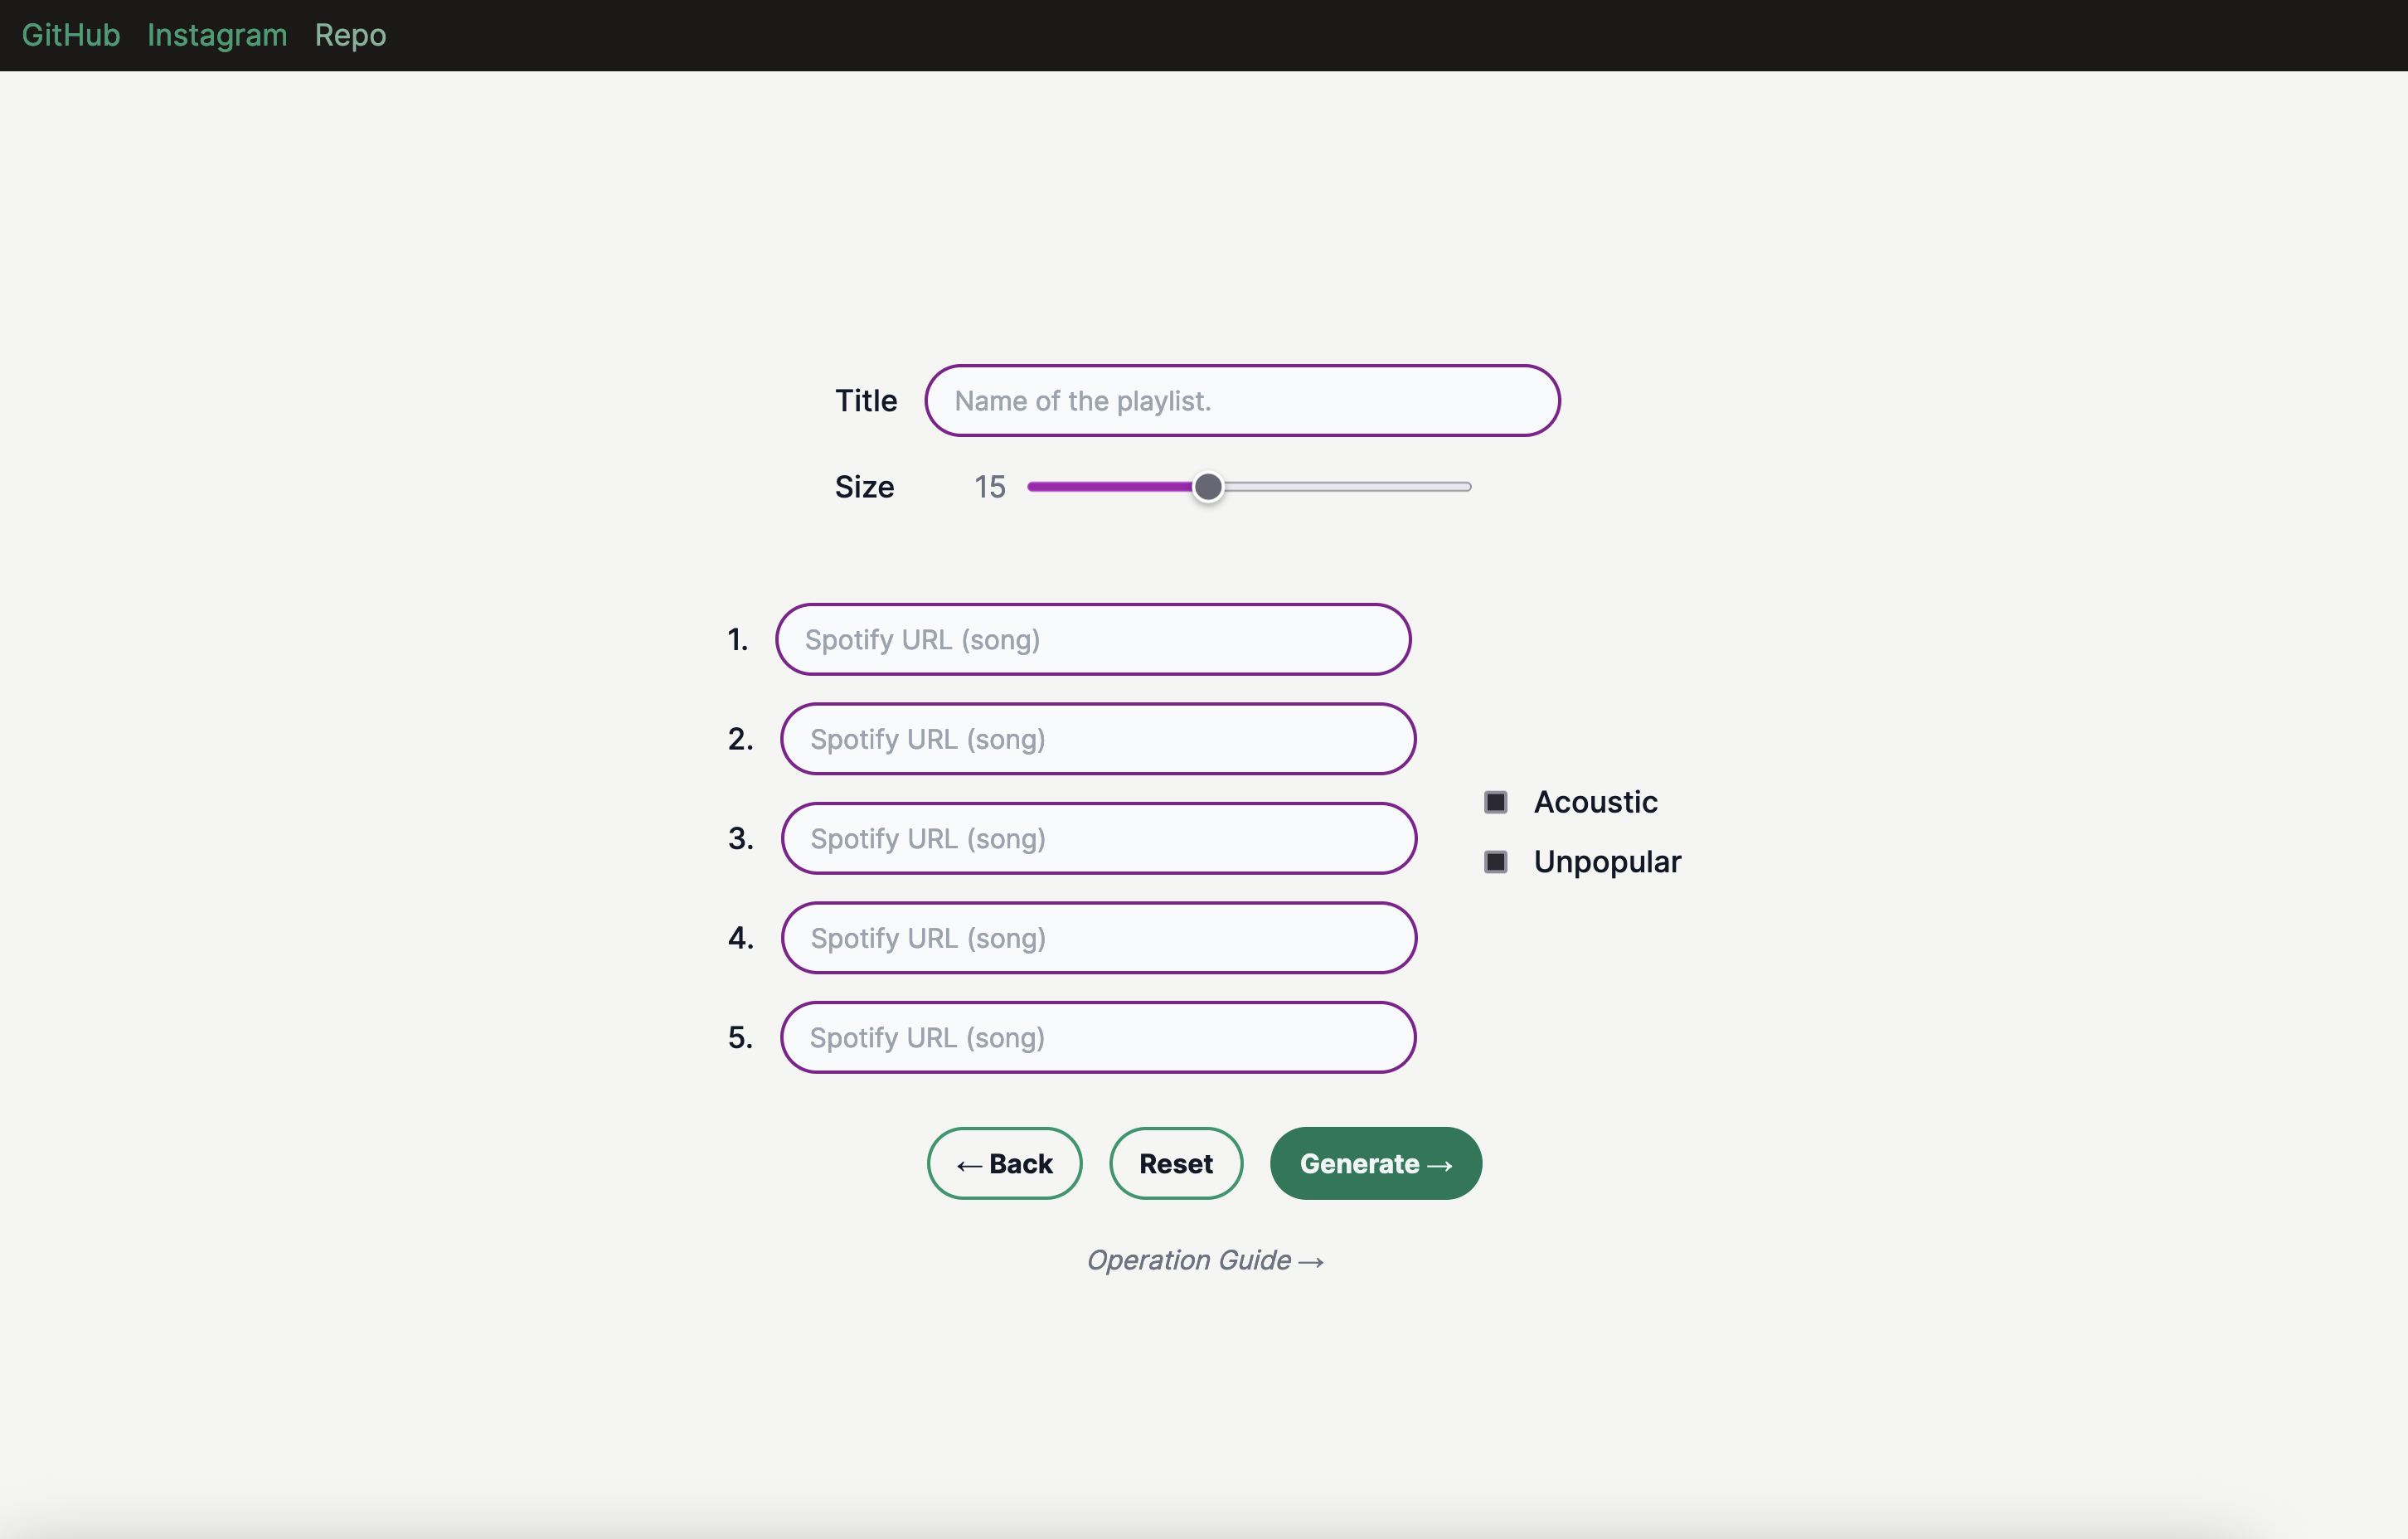 GitHub Instagram Repo
Title Name of the playlist.
Size 15
1. Spotify URL (song)
2. Spotify URL (song)
3. Spotify URL (song)
4. Spotify URL (song)
5. Spotify URL (song)
Acoustic
Unpopular
← Back Reset Generate →
Operation Guide →